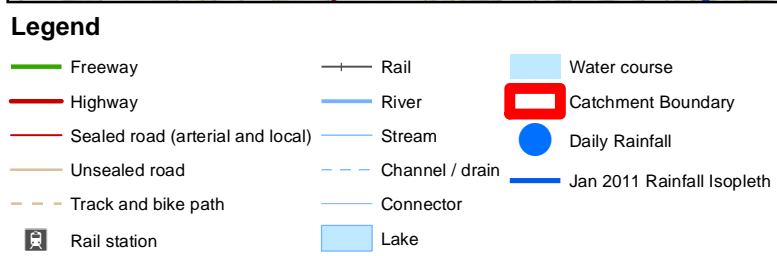 Legend
Freeway
Highway
Sealed road (arterial and local)
Unsealed road
Track and bike path
Rail station
Rail
River
Stream
Channel / drain
Connector
Lake
Water course
Catchment Boundary
Daily Rainfall
Jan 2011 Rainfall Isopleth